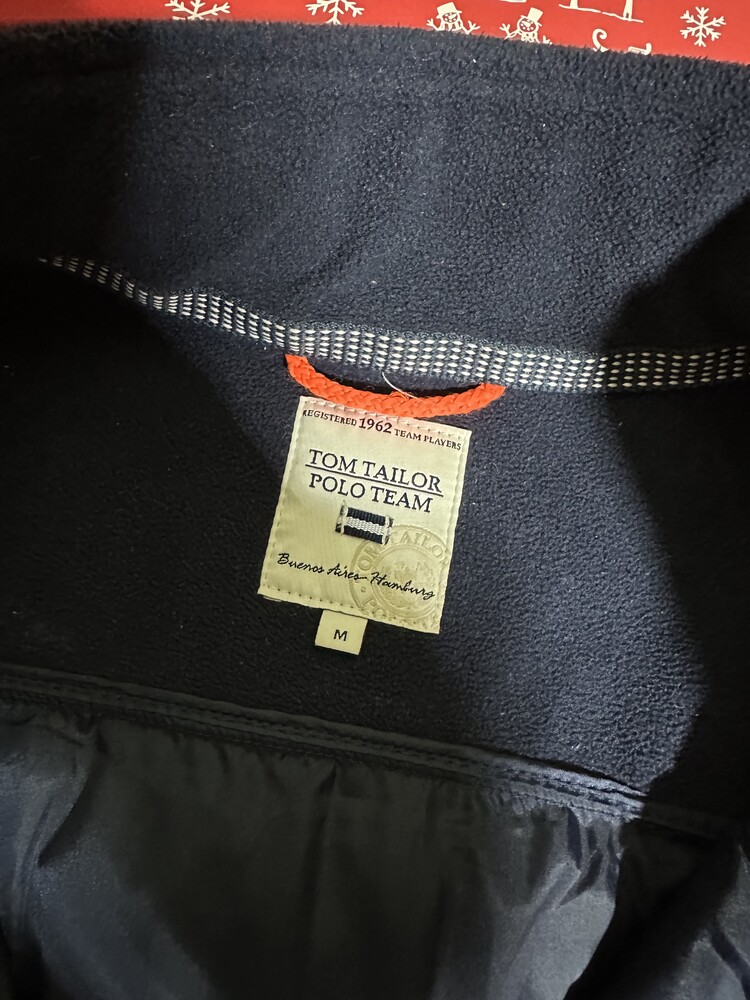 REGISTERED 1962 TEAM PLAYERS
TOM TAILOR
POLO TEAM
Buenos Aires-Hamburg
M